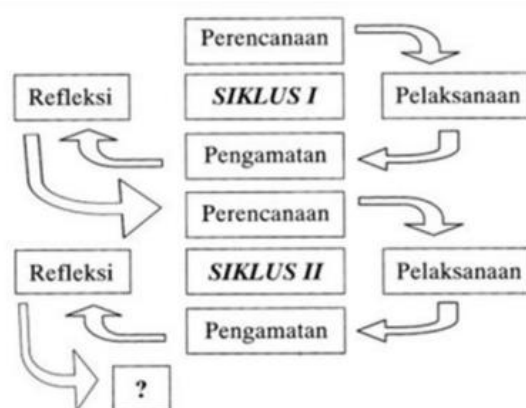 Perencanaan
Refleksi
SIKLUS I
Pelaksanaan
Pengamatan
Perencanaan
Refleksi
SIKLUS II
Pelaksanaan
Pengamatan
?